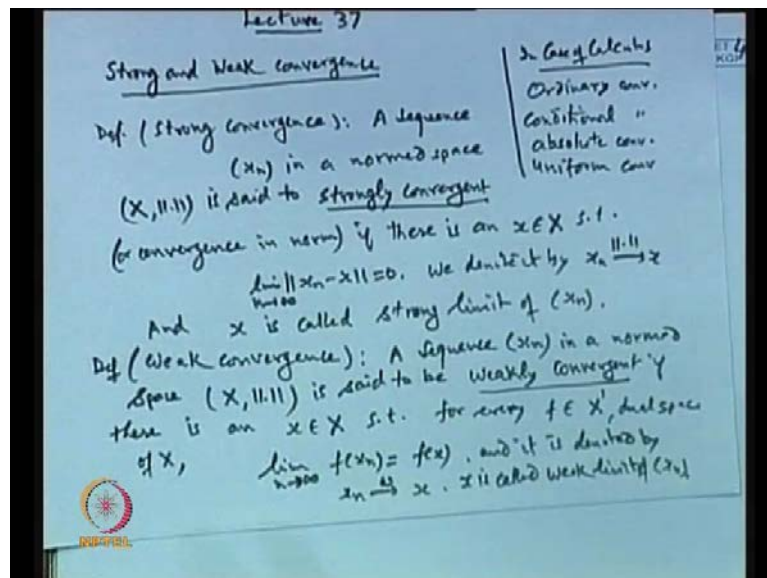 Lecture 37
Strong and Weak convergence
In Case of Calculus
Ordinary conv.
Conditional "
absolute conv.
Uniform conv
Def. (Strong convergence): A sequence
(xn) in a normed space
(X, ||.||) is said to strongly convergent
(or convergence in norm) if there is an x ∈ X s.t.
lim n→∞ ||xn - x|| = 0. We denote it by xn ||.||→ x
And x is called strong limit of (xn).
Def (Weak convergence): A sequence (xn) in a normed
space (X, ||.||) is said to be weakly convergent if
there is an x ∈ X s.t. for every f ∈ X', dual space
of X, lim n→∞ f(xn) = f(x), and it is denoted by
xn w→ x. x is called weak limit of (xn)
NPTEL